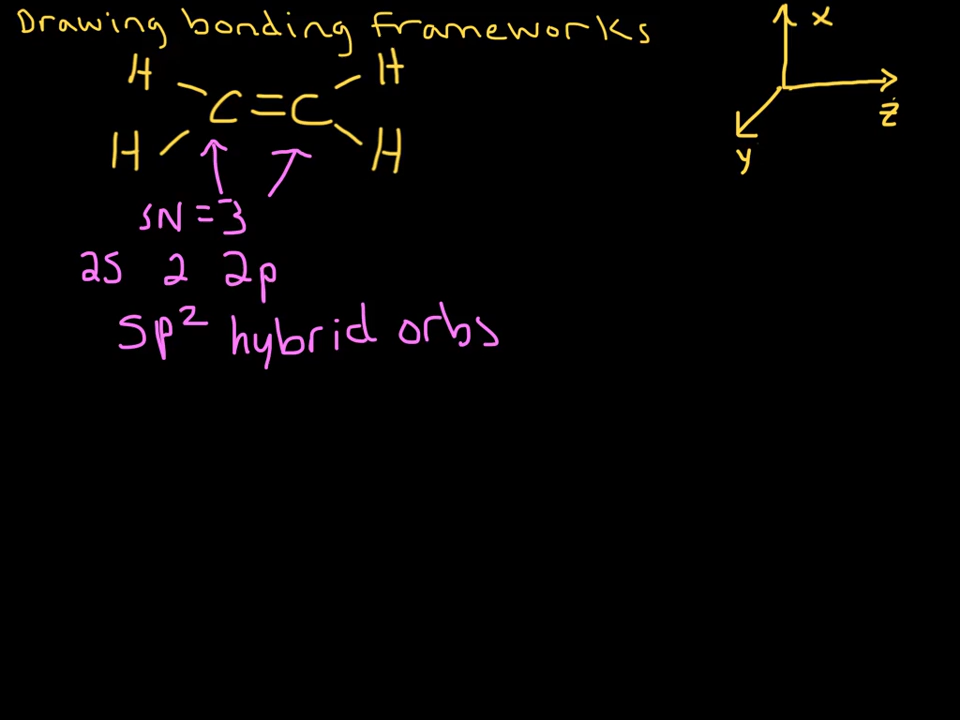 Drawing bonding frameworks
x
H H
C=C
z
H H
y
SN = 3
2s 2 2p
sp² hybrid orbs